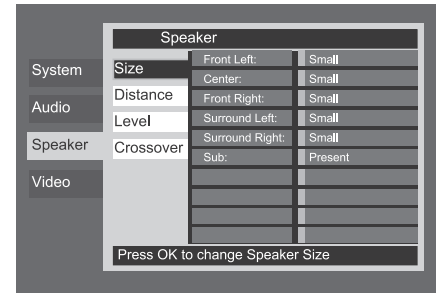 Speaker
System
Audio
Speaker
Video
Size
Distance
Level
Crossover
Front Left: Small
Center: Small
Front Right: Small
Surround Left: Small
Surround Right: Small
Sub: Present
Press OK to change Speaker Size